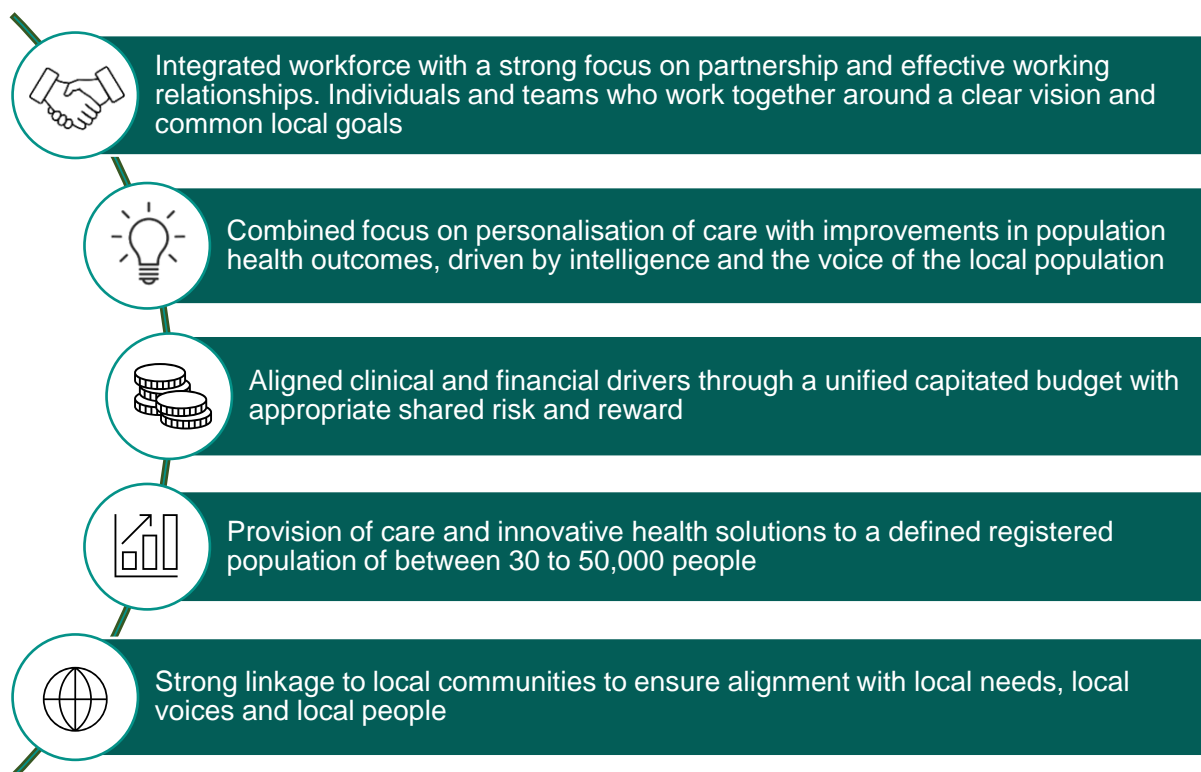 Integrated workforce with a strong focus on partnership and effective working
relationships. Individuals and teams who work together around a clear vision and
common local goals
Combined focus on personalisation of care with improvements in population
health outcomes, driven by intelligence and the voice of the local population
Aligned clinical and financial drivers through a unified capitated budget with
appropriate shared risk and reward
Provision of care and innovative health solutions to a defined registered
population of between 30 to 50,000 people
Strong linkage to local communities to ensure alignment with local needs, local
voices and local people